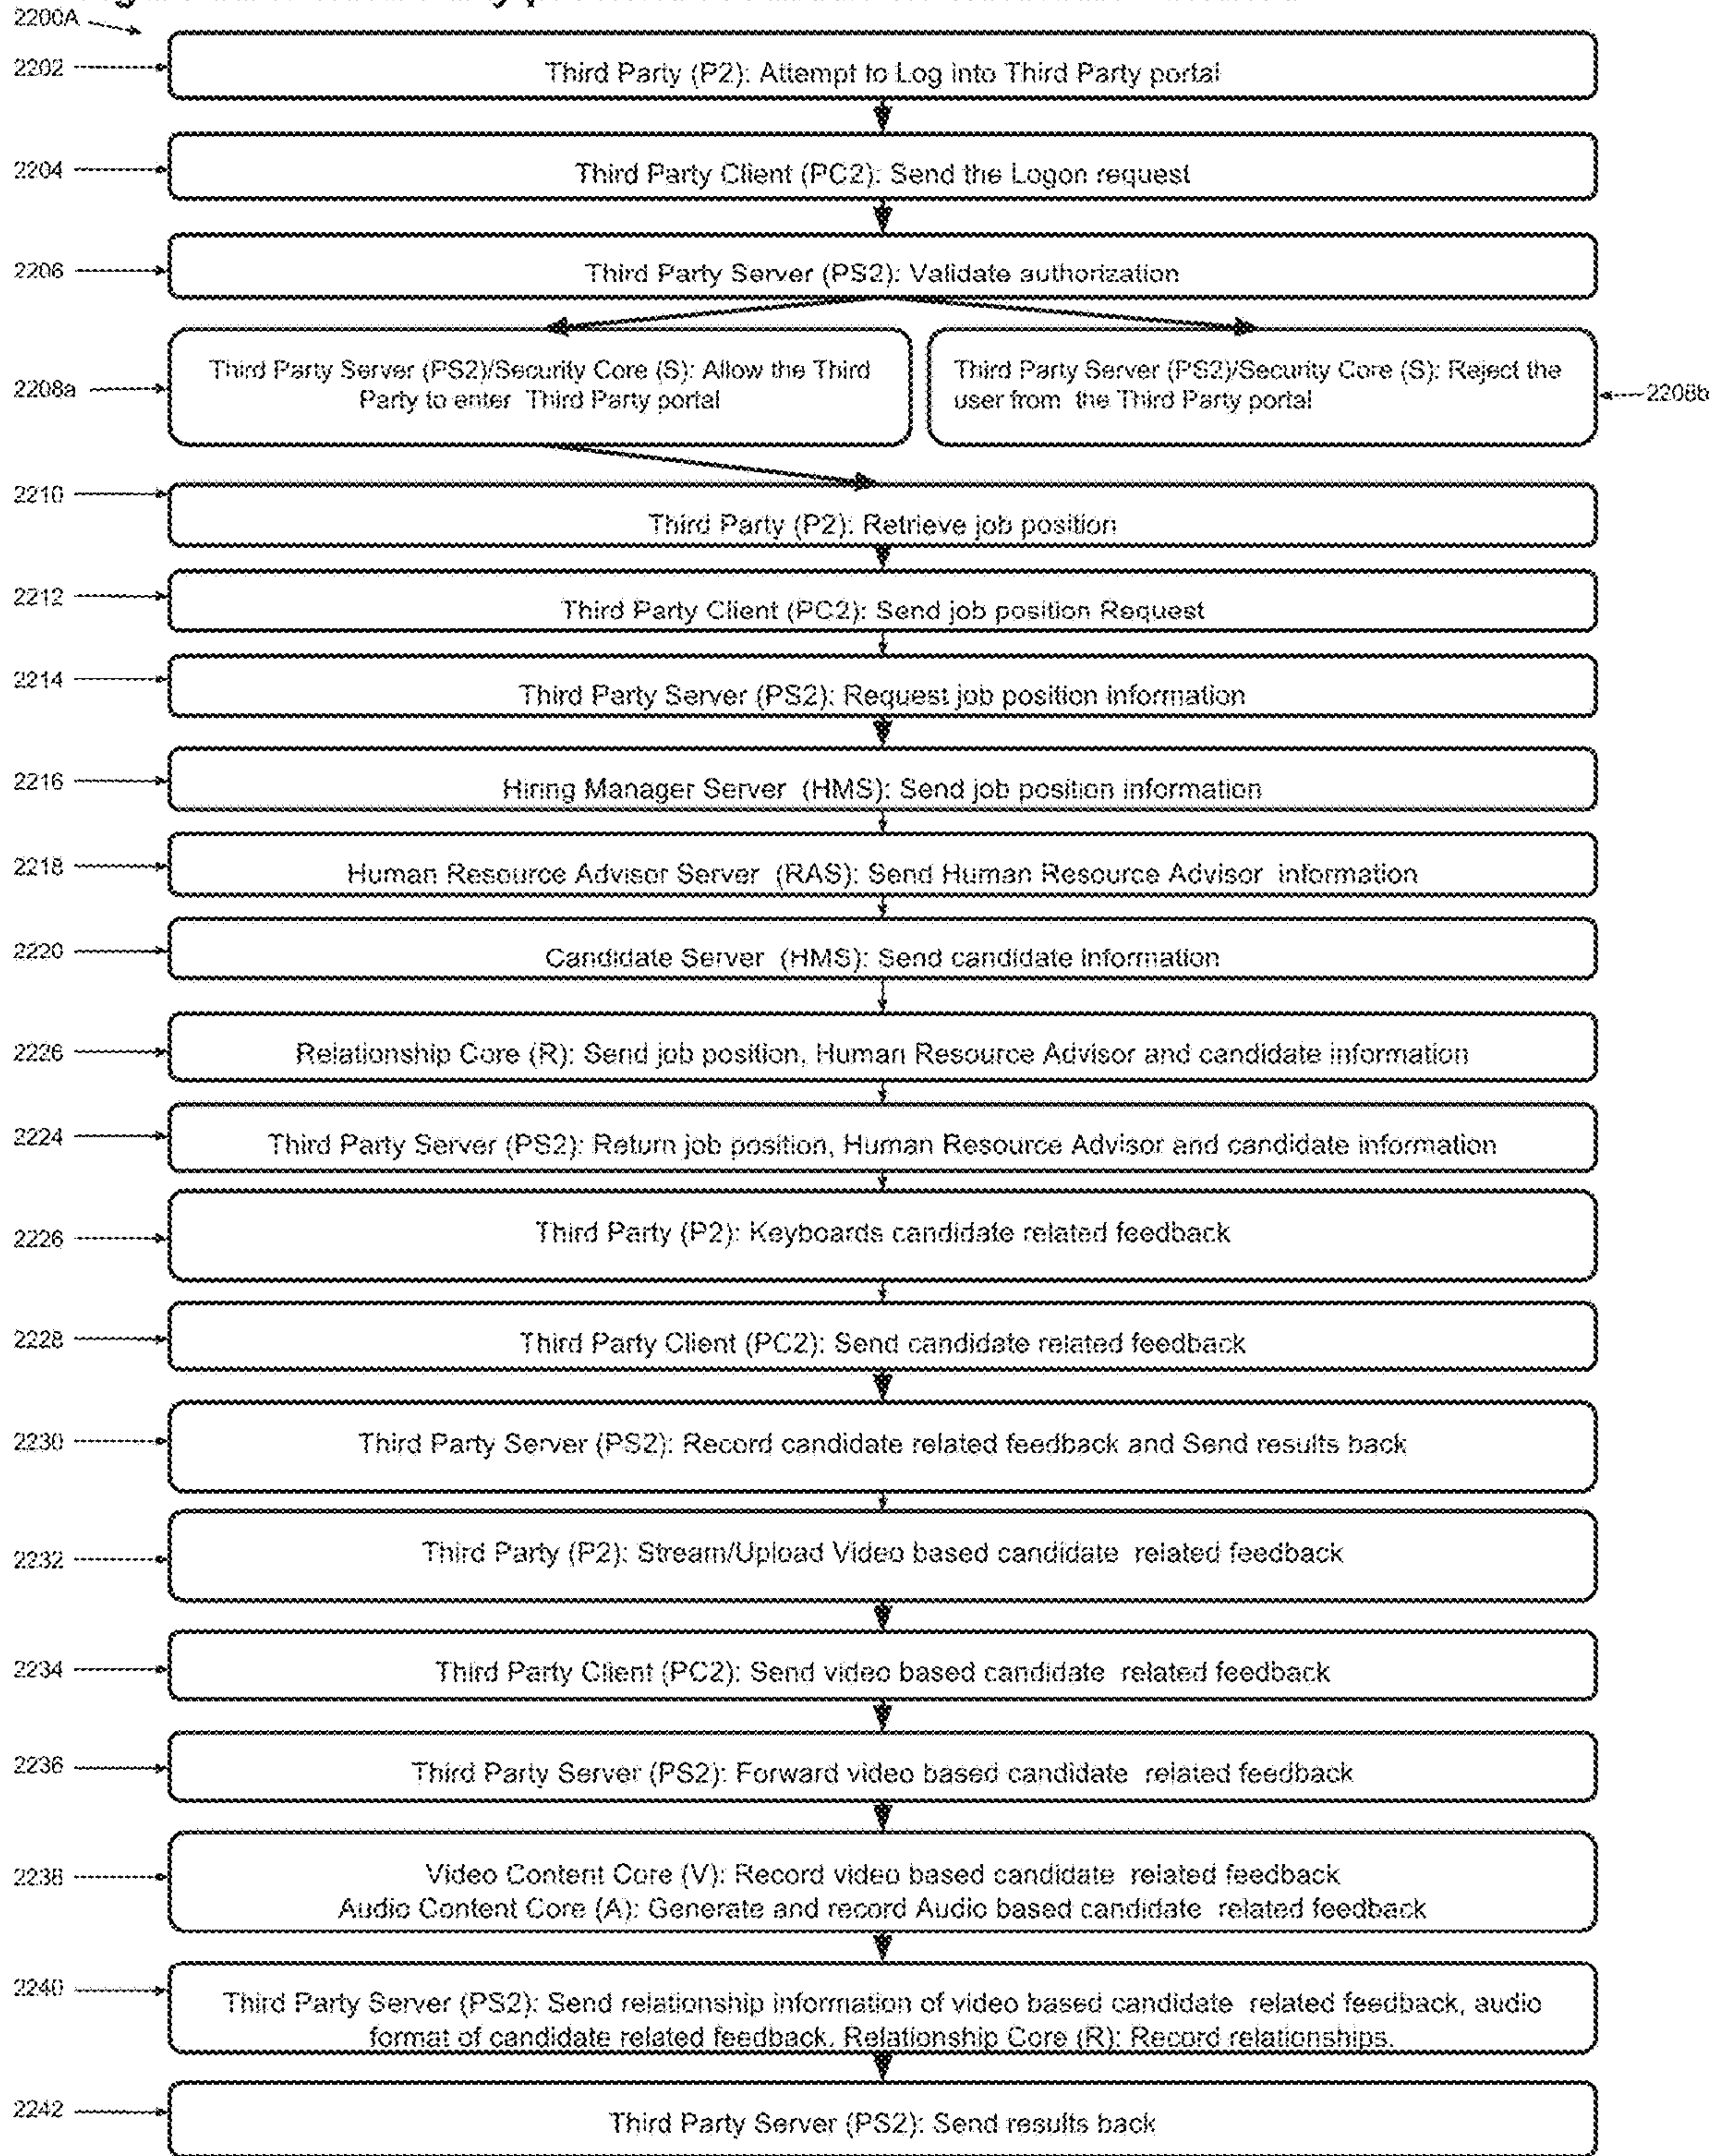 2200A
2202
Third Party (P2): Attempt to Log into Third Party portal
2204
Third Party Client (PC2): Send the Logon request
2206
Third Party Server (PS2): Validate authorization
2208a
Third Party Server (PS2)/Security Core (S): Allow the Third
Party to enter Third Party portal
Third Party Server (PS2)/Security Core (S): Reject the
user from the Third Party portal
2208b
2210
Third Party (P2): Retrieve job position
2212
Third Party Client (PC2): Send job position Request
2214
Third Party Server (PS2): Request job position information
2216
Hiring Manager Server (HMS): Send job position information
2218
Human Resource Advisor Server (RAS): Send Human Resource Advisor information
2220
Candidate Server (HMS): Send candidate information
2226
Relationship Core (R): Send job position, Human Resource Advisor and candidate information
2224
Third Party Server (PS2): Return job position, Human Resource Advisor and candidate information
2226
Third Party (P2): Keyboards candidate related feedback
2228
Third Party Client (PC2): Send candidate related feedback
2230
Third Party Server (PS2): Record candidate related feedback and Send results back
2232
Third Party (P2): Stream/Upload Video based candidate related feedback
2234
Third Party Client (PC2): Send video based candidate related feedback
2236
Third Party Server (PS2): Forward video based candidate related feedback
2238
Video Content Core (V): Record video based candidate related feedback
Audio Content Core (A): Generate and record Audio based candidate related feedback
2240
Third Party Server (PS2): Send relationship information of video based candidate related feedback, audio
format of candidate related feedback. Relationship Core (R): Record relationships.
2242
Third Party Server (PS2): Send results back